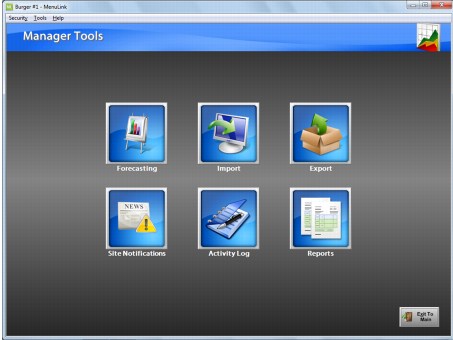 Burger #1 - MenuLink
Security Tools Help
Manager Tools
Forecasting Import Export
NEWS
Site Notifications Activity Log Reports
Exit To
Main